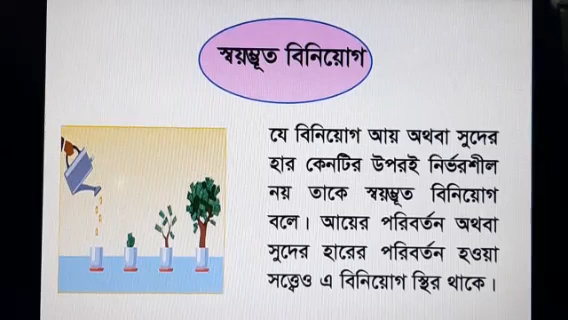 স্বয়ম্ভূত বিনিয়োগ
যে বিনিয়োগ আয় অথবা সুদের
হার কেনটির উপরই নির্ভরশীল
নয় তাকে স্বয়ম্ভূত বিনিয়োগ
বলে। আয়ের পরিবর্তন অথবা
সুদের হারের পরিবর্তন হওয়া
সত্ত্বেও এ বিনিয়োগ স্থির থাকে।